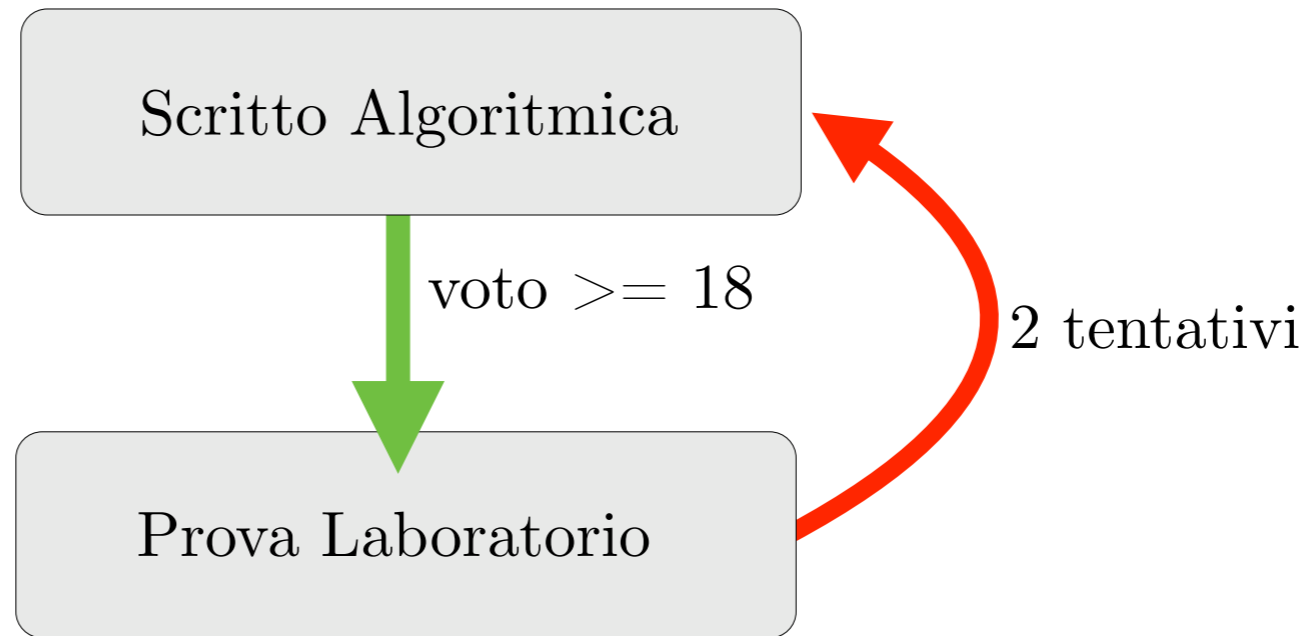 Scritto Algoritmica
voto >= 18
2 tentativi
Prova Laboratorio